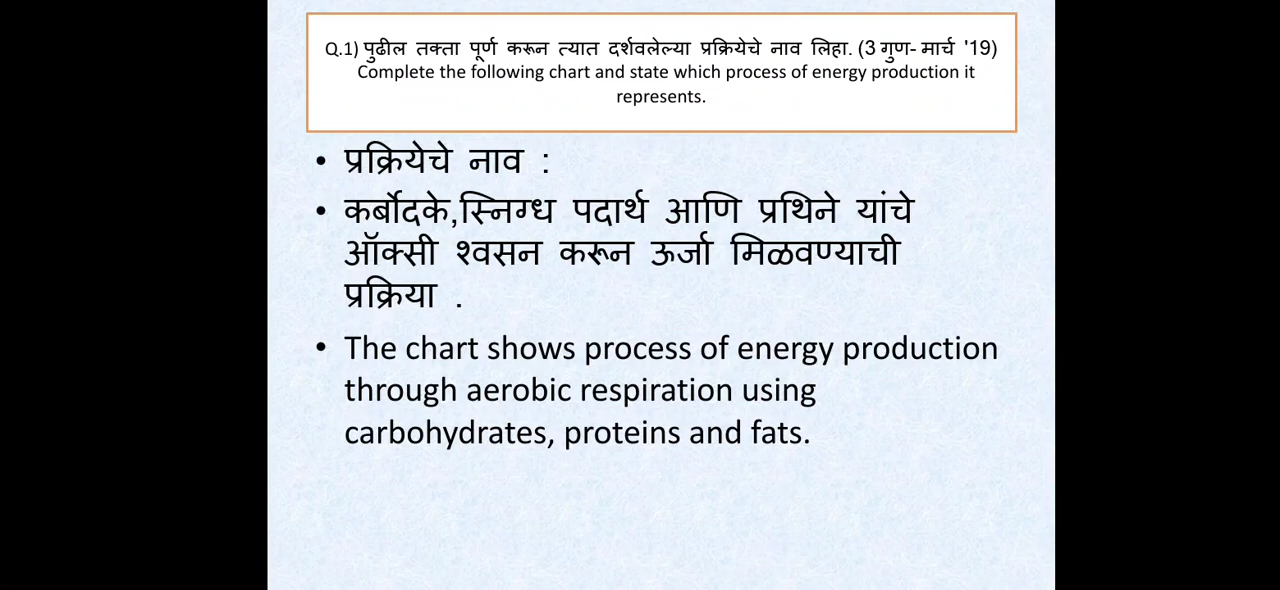 Q.1) पुढील तक्ता पूर्ण करून त्यात दर्शवलेल्या प्रक्रियेचे नाव लिहा. (3 गुण- मार्च '19)
Complete the following chart and state which process of energy production it
represents.
• प्रक्रियेचे नाव :
• कर्बोदके,स्निग्ध पदार्थ आणि प्रथिने यांचे
ऑक्सी श्वसन करून ऊर्जा मिळवण्याची
प्रक्रिया .
• The chart shows process of energy production
through aerobic respiration using
carbohydrates, proteins and fats.